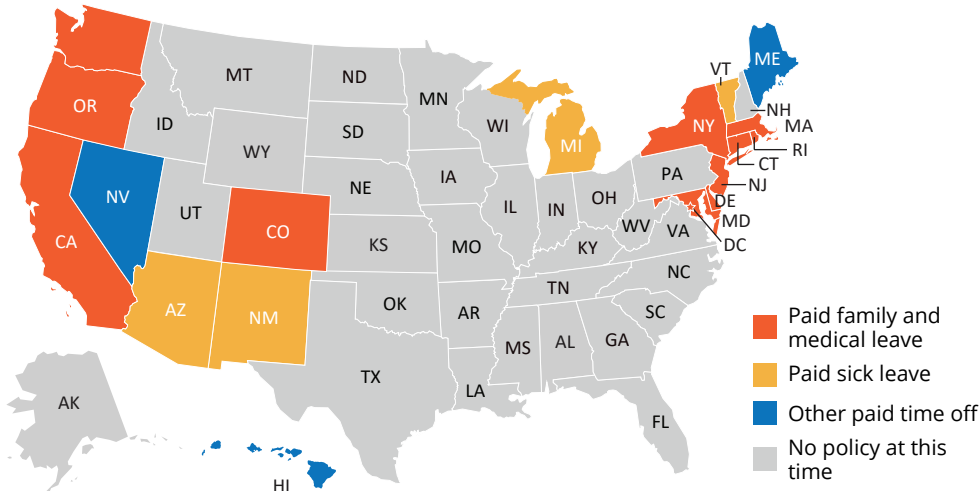 ME
VT
MT
ND
MN
OR
NH
ID
WI
NY
MA
SD
MI
RI
WY
CT
PA
IA
NE
NJ
NV
OH
DE
UT
IL
IN
MD
CO
WV
CA
VA
DC
KS
MO
KY
NC
TN
OK
AZ
NM
AR
SC
Paid family and
medical leave
MS
AL
GA
TX
Paid sick leave
LA
AK
Other paid time off
FL
No policy at this
time
HI